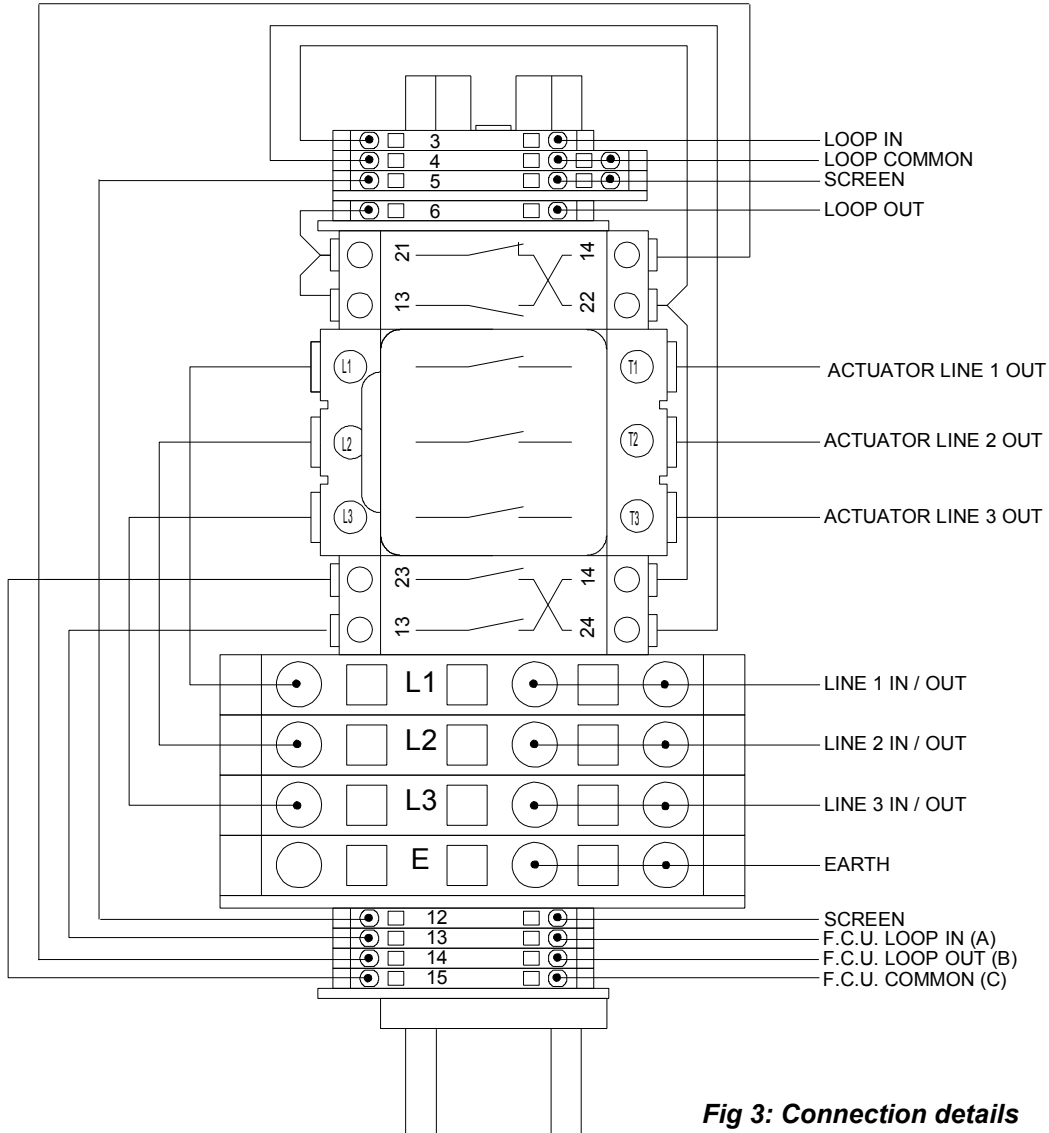 3 LOOP IN
4 LOOP COMMON
5 SCREEN
6 LOOP OUT
21 14
13 22
L1 T1 ACTUATOR LINE 1 OUT
L2 T2 ACTUATOR LINE 2 OUT
L3 T3 ACTUATOR LINE 3 OUT
23 14
13 24
L1 LINE 1 IN / OUT
L2 LINE 2 IN / OUT
L3 LINE 3 IN / OUT
E EARTH
12 SCREEN
13 F.C.U. LOOP IN (A)
14 F.C.U. LOOP OUT (B)
15 F.C.U. COMMON (C)
Fig 3: Connection details